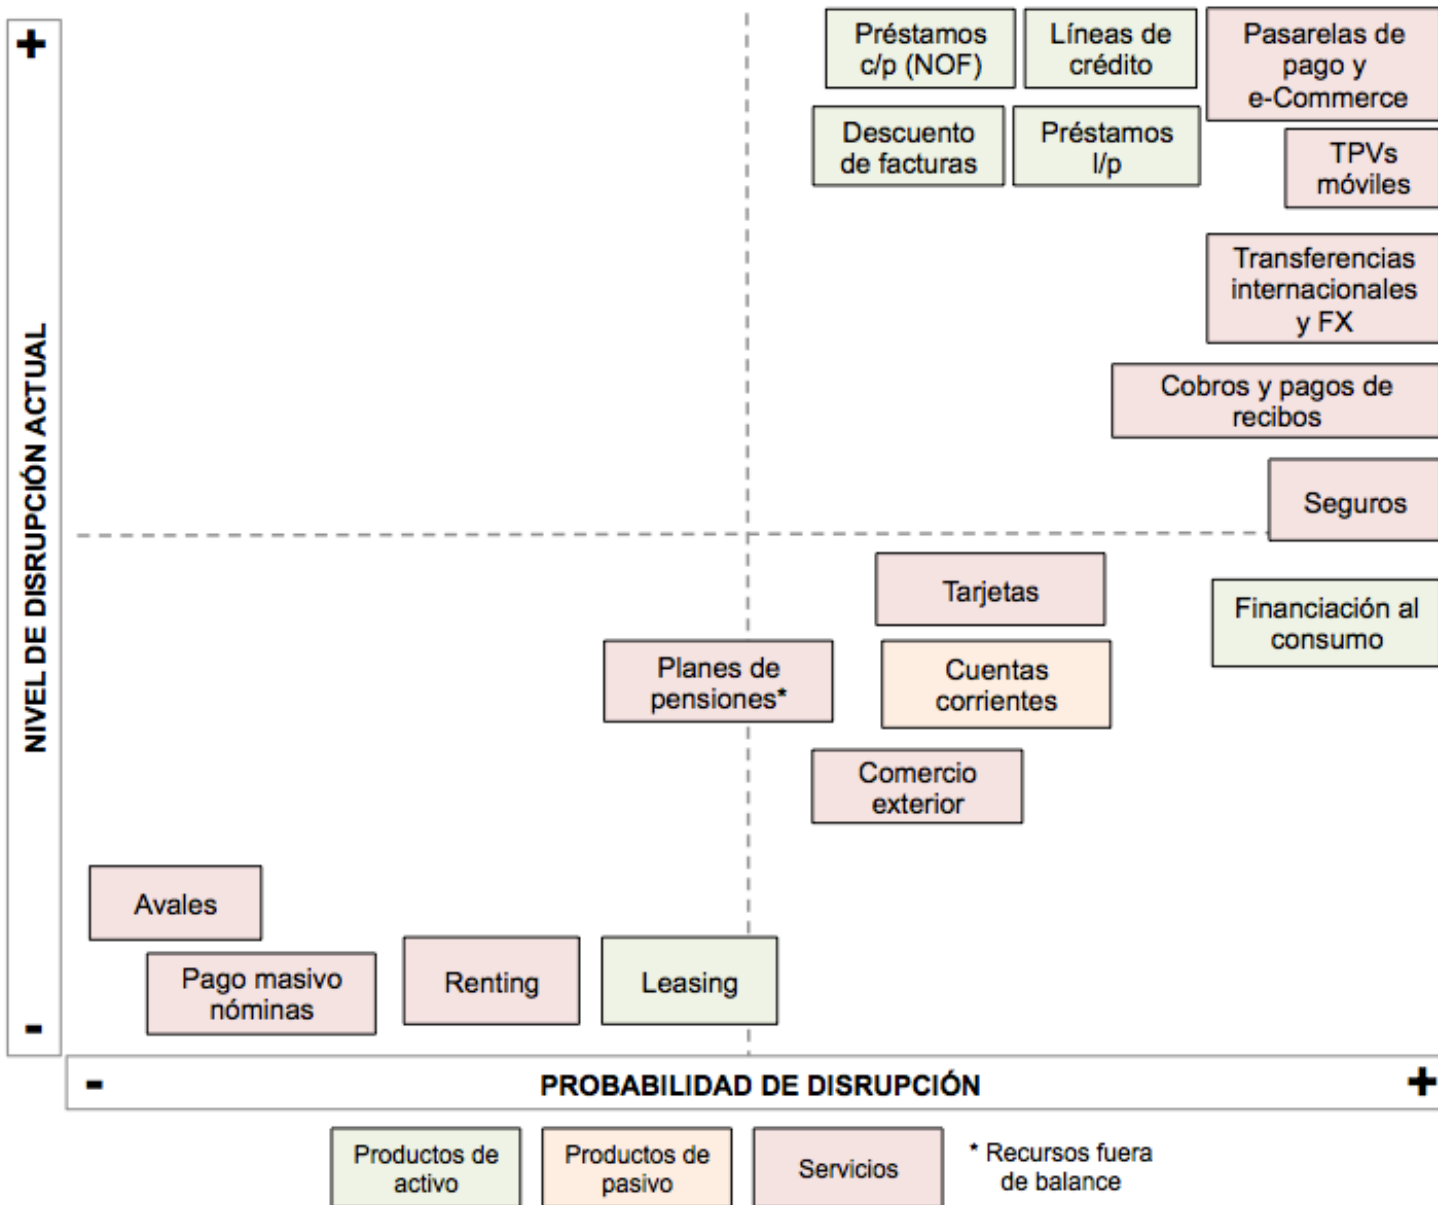 +
NIVEL DE DISRUPCIÓN ACTUAL
-
Préstamos
c/p (NOF)
Líneas de
crédito
Pasarelas de
pago y
e-Commerce
Descuento
de facturas
Préstamos
l/p
TPVs
móviles
Transferencias
internacionales
y FX
Cobros y pagos de
recibos
Seguros
Tarjetas
Financiación al
consumo
Planes de
pensiones*
Cuentas
corrientes
Comercio
exterior
Avales
Pago masivo
nóminas
Renting
Leasing
-
PROBABILIDAD DE DISRUPCIÓN
+
Productos de
activo
Productos de
pasivo
Servicios
* Recursos fuera
de balance